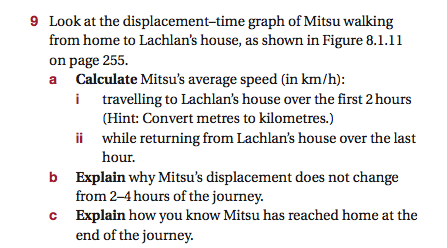 9 Look at the displacement–time graph of Mitsu walking
from home to Lachlan's house, as shown in Figure 8.1.11
on page 255.
a Calculate Mitsu's average speed (in km/h):
i travelling to Lachlan's house over the first 2 hours
(Hint: Convert metres to kilometres.)
ii while returning from Lachlan's house over the last
hour.
b Explain why Mitsu's displacement does not change
from 2–4 hours of the journey.
c Explain how you know Mitsu has reached home at the
end of the journey.